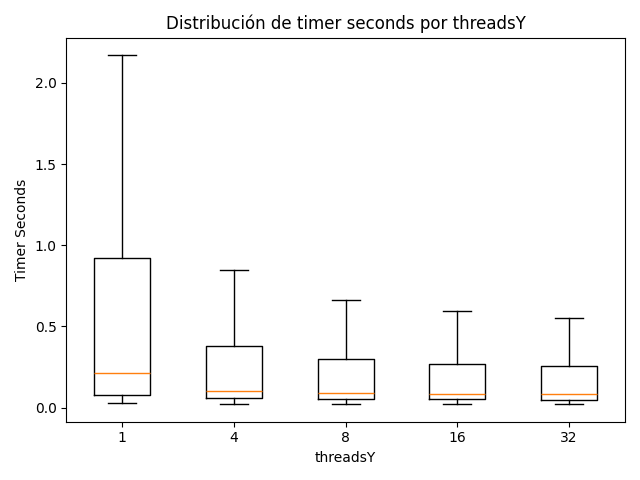 Distribución de timer seconds por threadsY
Timer Seconds
2.0
1.5
1.0
0.5
0.0
1 4 8 16 32
threadsY